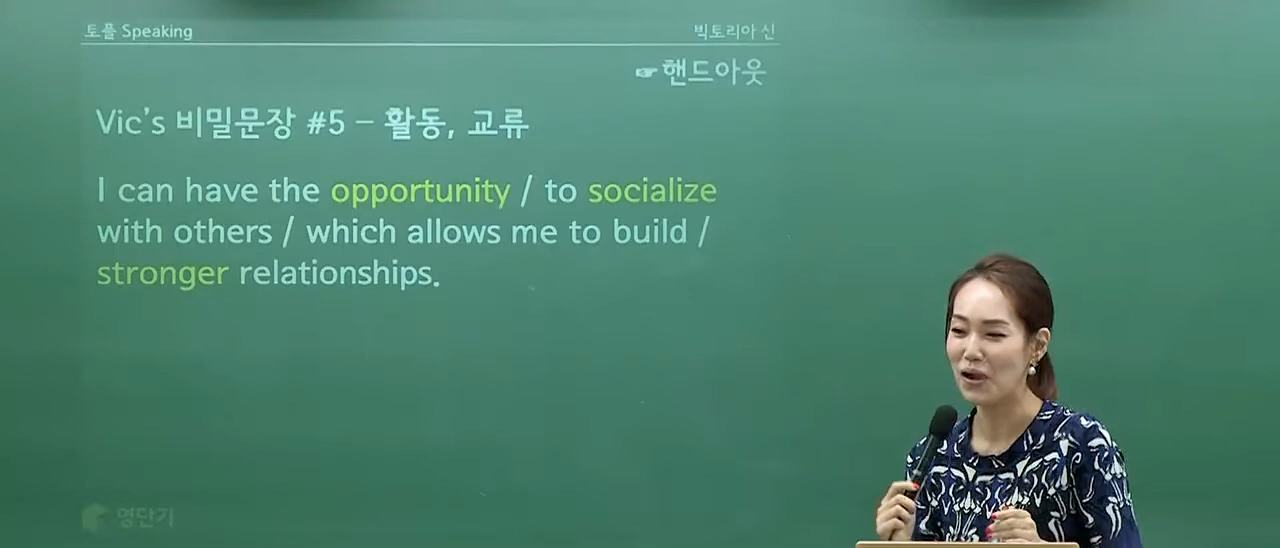 토플 Speaking
빅토리아 신
☞핸드아웃
Vic's 비밀문장 #5 – 활동, 교류
I can have the opportunity / to socialize
with others / which allows me to build /
stronger relationships.
영단기